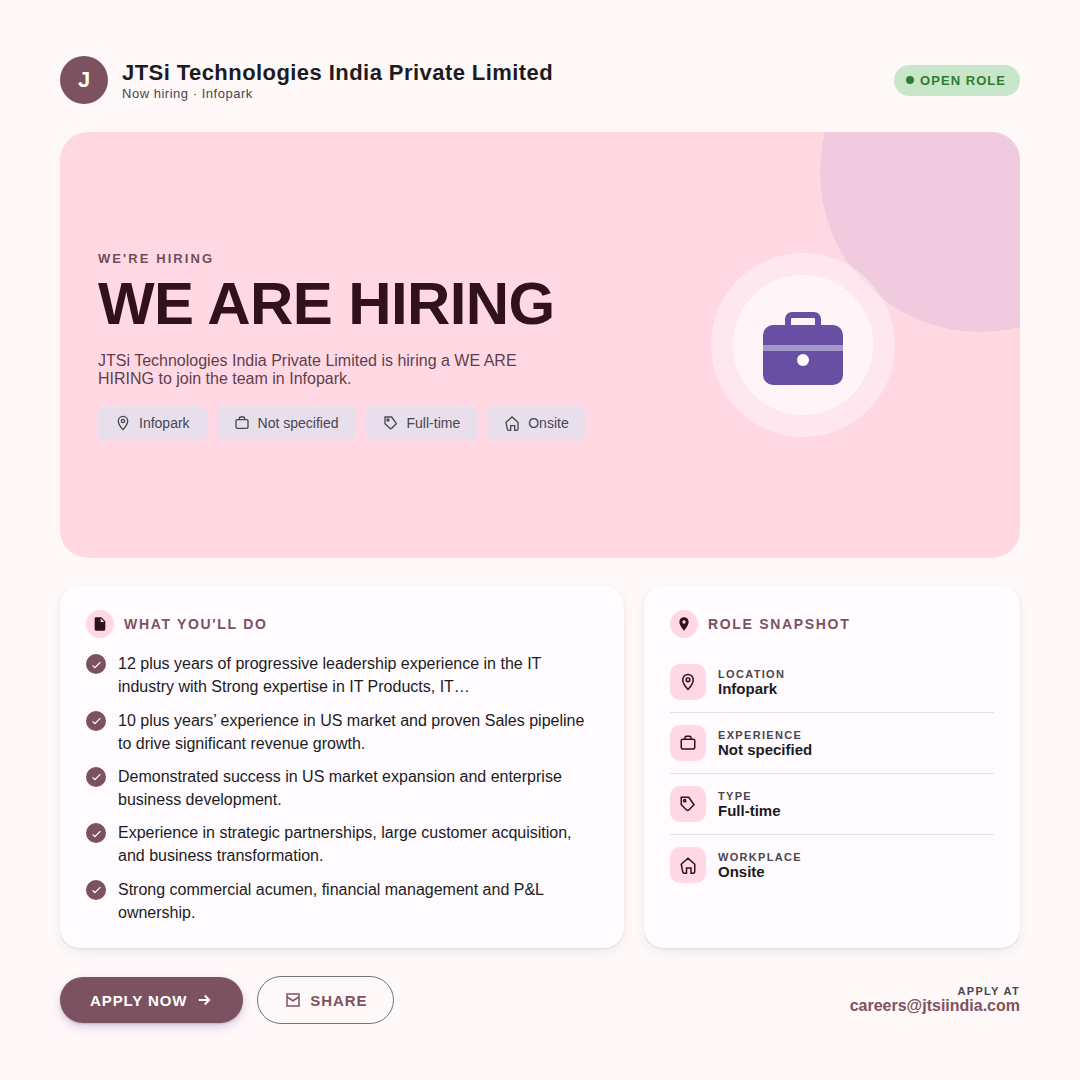 J
JTSi Technologies India Private Limited
Now hiring · Infopark
OPEN ROLE
WE'RE HIRING
WE ARE HIRING
JTSi Technologies India Private Limited is hiring a WE ARE
HIRING to join the team in Infopark.
Infopark
Not specified
Full-time
Onsite
WHAT YOU'LL DO
12 plus years of progressive leadership experience in the IT
industry with Strong expertise in IT Products, IT…
10 plus years’ experience in US market and proven Sales pipeline
to drive significant revenue growth.
Demonstrated success in US market expansion and enterprise
business development.
Experience in strategic partnerships, large customer acquisition,
and business transformation.
Strong commercial acumen, financial management and P&L
ownership.
ROLE SNAPSHOT
LOCATION
Infopark
EXPERIENCE
Not specified
TYPE
Full-time
WORKPLACE
Onsite
APPLY NOW
SHARE
APPLY AT
careers@jtsiindia.com